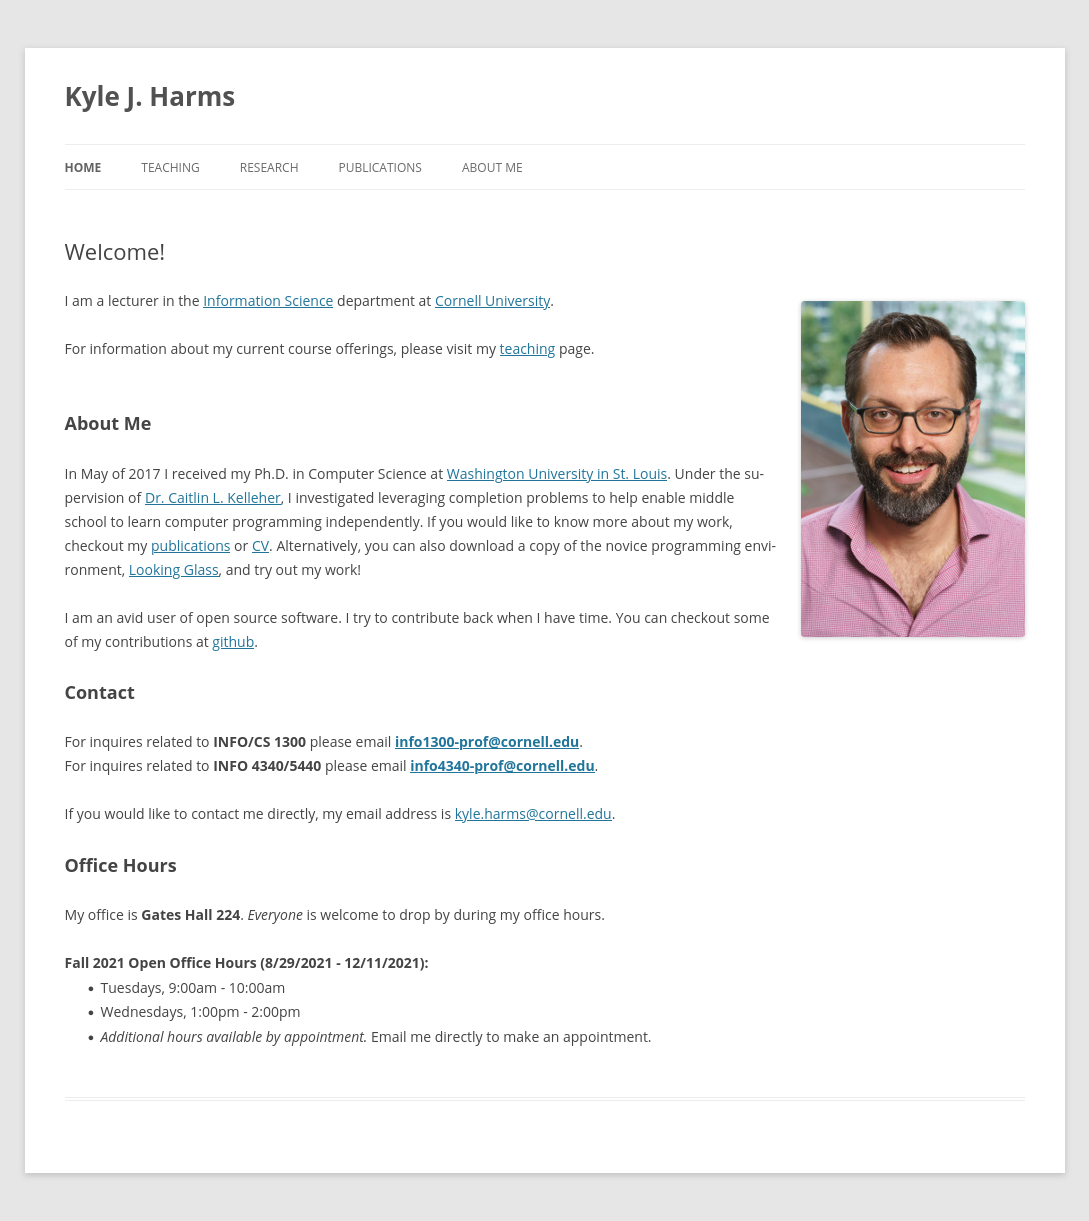 Kyle J. Harms
HOME TEACHING RESEARCH PUBLICATIONS ABOUT ME
Welcome!
I am a lecturer in the Information Science department at Cornell University.
For information about my current course offerings, please visit my teaching page.
About Me
In May of 2017 I received my Ph.D. in Computer Science at Washington University in St. Louis. Under the su-
pervision of Dr. Caitlin L. Kelleher, I investigated leveraging completion problems to help enable middle
school to learn computer programming independently. If you would like to know more about my work,
checkout my publications or CV. Alternatively, you can also download a copy of the novice programming envi-
ronment, Looking Glass, and try out my work!
I am an avid user of open source software. I try to contribute back when I have time. You can checkout some
of my contributions at github.
Contact
For inquires related to INFO/CS 1300 please email info1300-prof@cornell.edu.
For inquires related to INFO 4340/5440 please email info4340-prof@cornell.edu.
If you would like to contact me directly, my email address is kyle.harms@cornell.edu.
Office Hours
My office is Gates Hall 224. Everyone is welcome to drop by during my office hours.
Fall 2021 Open Office Hours (8/29/2021 - 12/11/2021):
• Tuesdays, 9:00am - 10:00am
• Wednesdays, 1:00pm - 2:00pm
• Additional hours available by appointment. Email me directly to make an appointment.